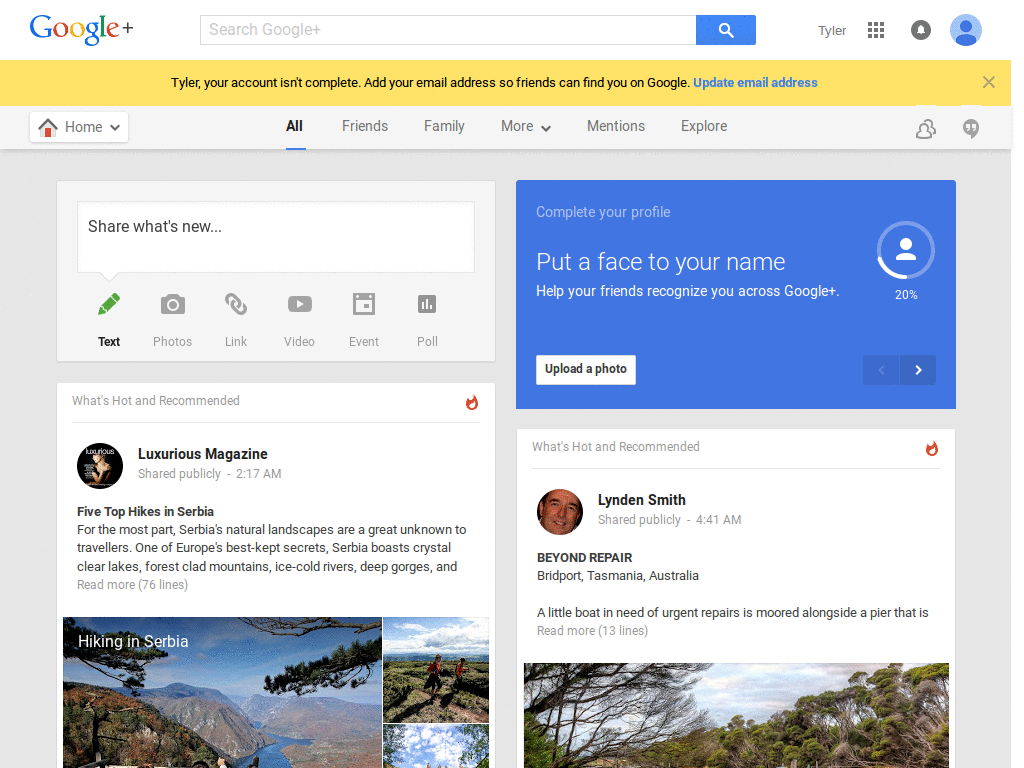 Google+
Search Google+
Tyler
Tyler, your account isn't complete. Add your email address so friends can find you on Google. Update email address
Home
All
Friends
Family
More
Mentions
Explore
Share what's new...
Text
Photos
Link
Video
Event
Poll
Complete your profile
Put a face to your name
Help your friends recognize you across Google+.
20%
Upload a photo
What's Hot and Recommended
luxurious
Luxurious Magazine
Shared publicly - 2:17 AM
Five Top Hikes in Serbia
For the most part, Serbia's natural landscapes are a great unknown to
travellers. One of Europe's best-kept secrets, Serbia boasts crystal
clear lakes, forest clad mountains, ice-cold rivers, deep gorges, and
Read more (76 lines)
Hiking in Serbia
What's Hot and Recommended
Lynden Smith
Shared publicly - 4:41 AM
BEYOND REPAIR
Bridport, Tasmania, Australia
A little boat in need of urgent repairs is moored alongside a pier that is
Read more (13 lines)